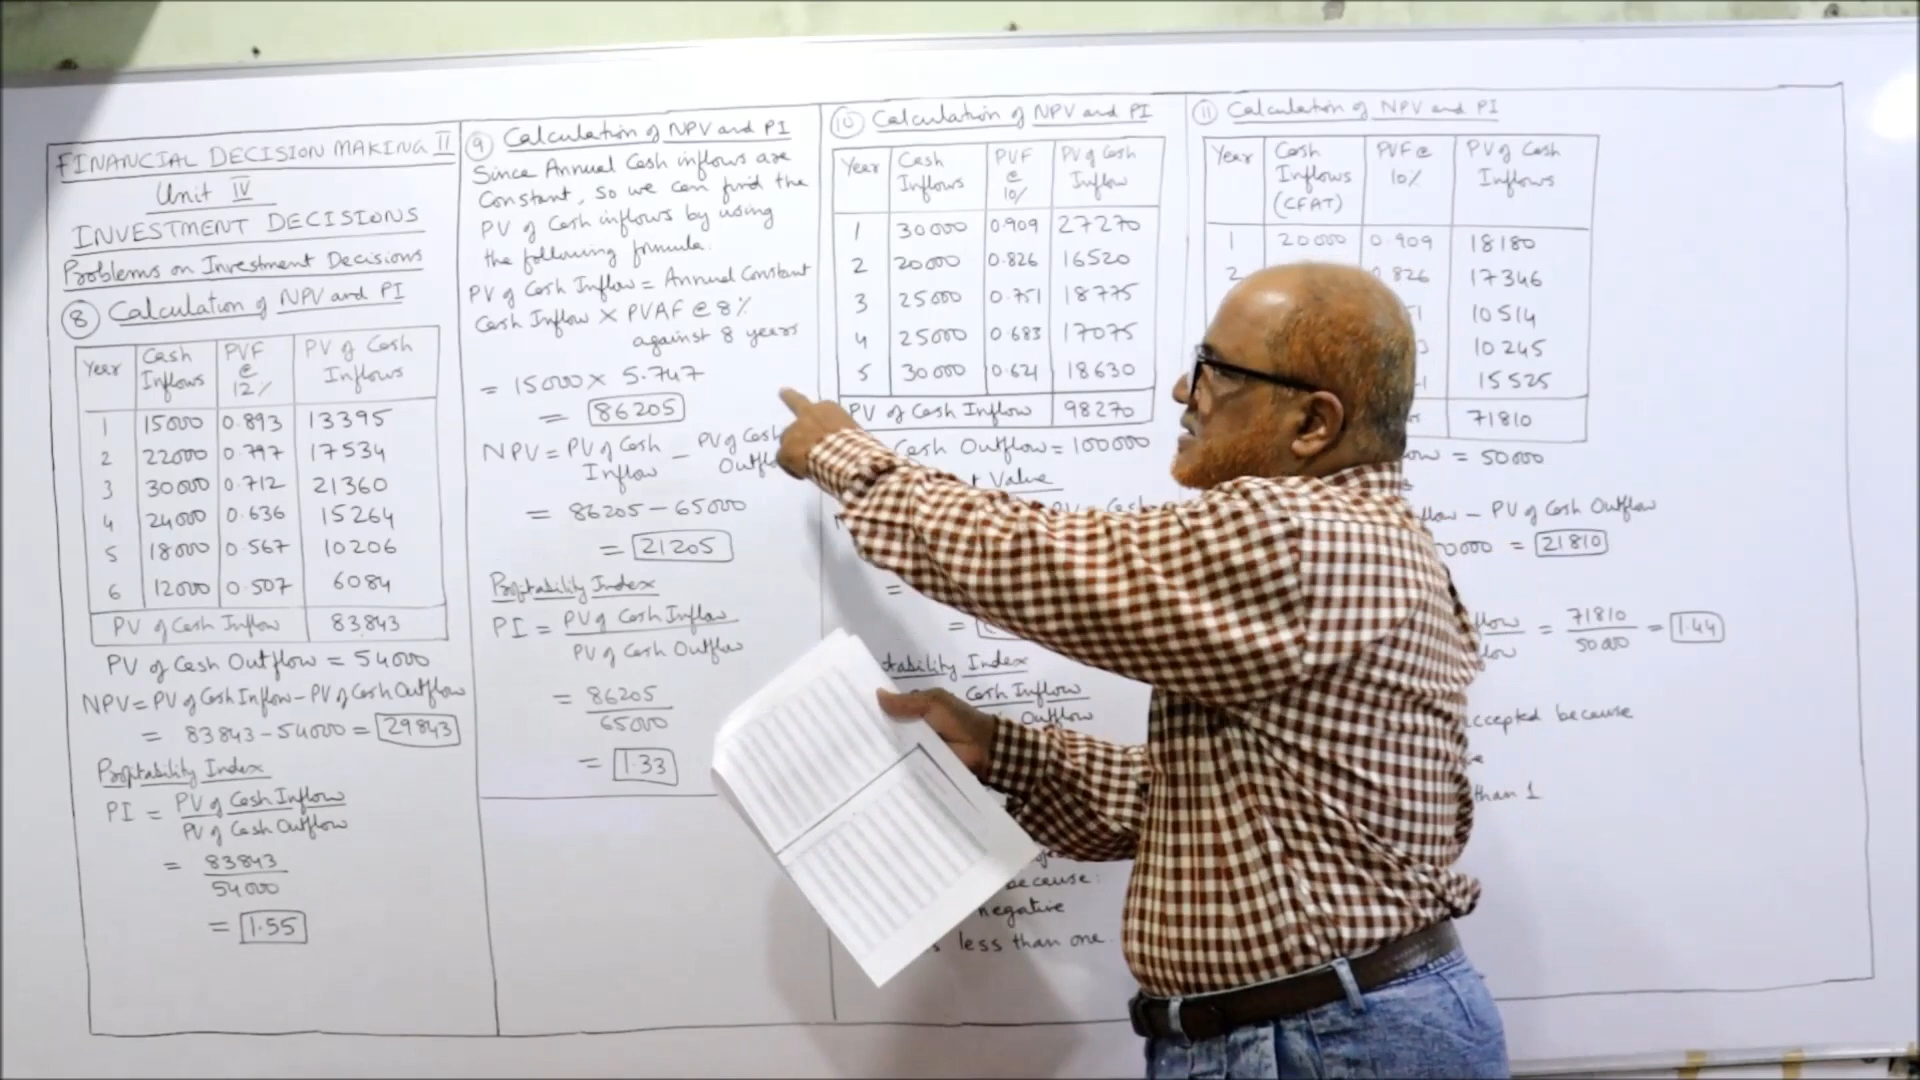 FINANCIAL DECISION MAKING II
Unit IV
INVESTMENT DECISIONS
Problems on Investment Decisions
8 Calculation of NPV and PI
Year Cash Inflows PVF @ 12% PV of Cash Inflows
1 15000 0.893 13395
2 22000 0.797 17534
3 30000 0.712 21360
4 24000 0.636 15264
5 18000 0.567 10206
6 12000 0.507 6084
PV of Cash Inflow 83843
PV of Cash Outflow = 54000
NPV = PV of Cash Inflow - PV of Cash Outflow
= 83843 - 54000 = 29843
Profitability Index
PI = PV of Cash Inflow
PV of Cash Outflow
= 83843
54000
= 1.55
9 Calculation of NPV and PI
Since Annual Cash inflows are
Constant, so we can find the
PV of Cash inflows by using
the following formula.
PV of Cash Inflow = Annual Constant
Cash Inflow × PVAF @ 8%
against 8 years
= 15000 × 5.747
= 86205
NPV = PV of Cash Inflow - PV of Cash
= 86205 - 65000
= 21205
Profitability Index
PI = PV of Cash Inflow
PV of Cash Outflow
= 86205
65000
= 1.33
10 Calculation of NPV and PI
Year Cash Inflows PVF @ 10% PV of Cash Inflow
1 30000 0.909 27270
2 20000 0.826 16520
3 25000 0.751 18775
4 25000 0.683 17075
5 30000 0.621 18630
PV of Cash Inflow 98270
Cash Outflow = 100000
Value
=
=
Index
Cash Inflow
Outflow
because:
negative
less than one.
11 Calculation of NPV and PI
Year Cash Inflows (CFAT) PVF @ 10% PV of Cash Inflows
1 20000 0.909 18180
2 826 17346
10514
10245
15525
71810
= 50000
- PV of Cash Outflow
= 21810
= 71810 = 1.44
50000
accepted because
than 1